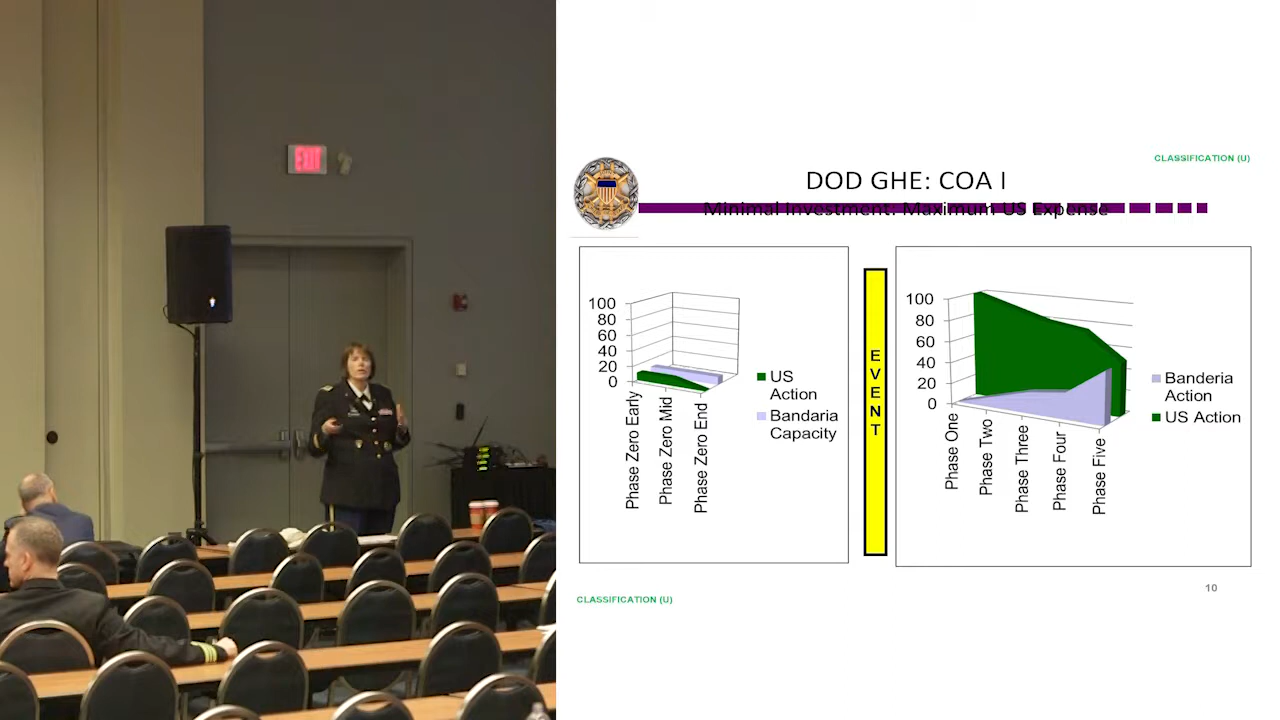 EXIT
CLASSIFICATION (U)
DOD GHE: COA I
Minimal Investment: Maximum US Expense
100
80
60
40
20
0
Phase Zero Early
Phase Zero Mid
Phase Zero End
US
Action
Bandaria
Capacity
EVENT
100
80
60
40
20
0
Phase One
Phase Two
Phase Three
Phase Four
Phase Five
Banderia
Action
US Action
10
CLASSIFICATION (U)